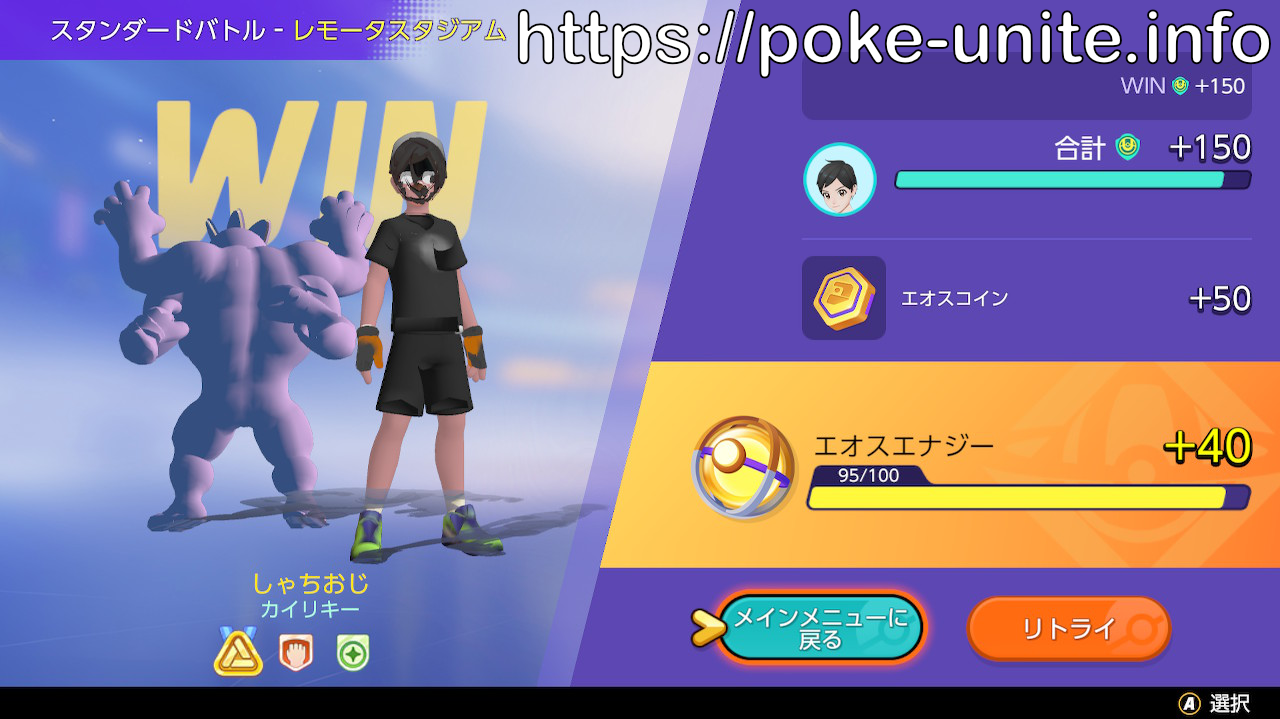 スタンダードバトル - レモータスタジアム
https://poke-unite.info
WIN +150
WIN
合計 +150
エオスコイン +50
エオスエナジー +40
95/100
しゃちおじ
カイリキー
メインメニューに
戻る
リトライ
A 選択